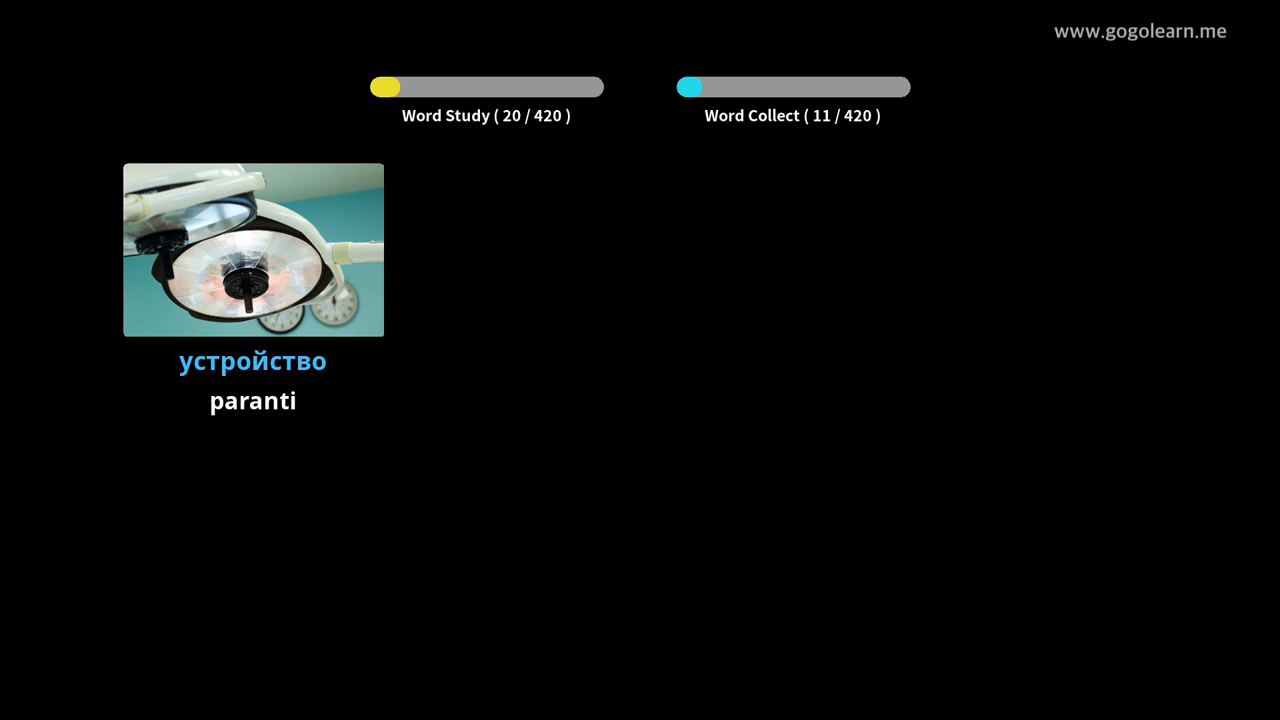 www.gogolearn.me
Word Study ( 20 / 420 )
Word Collect ( 11 / 420 )
устройство
paranti